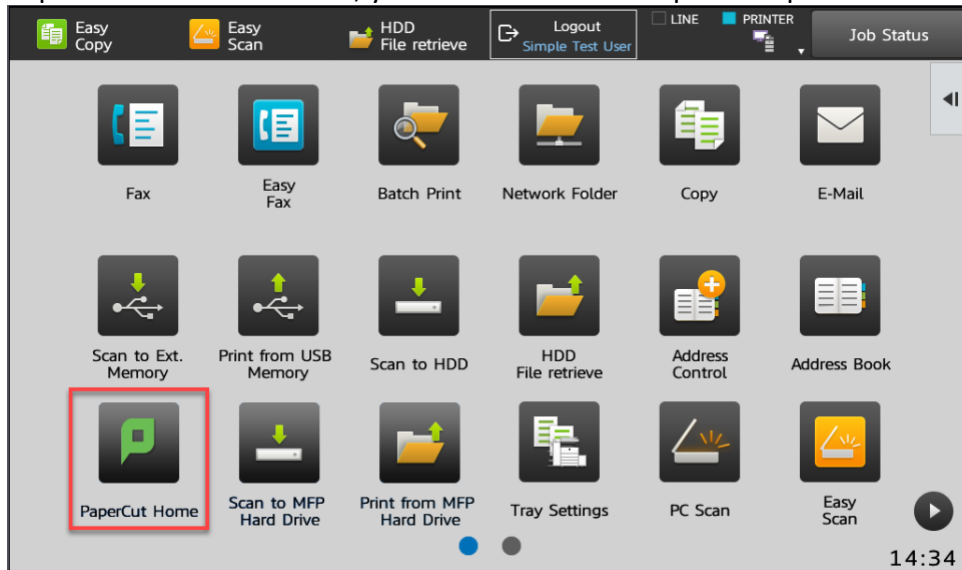 Easy
Copy
Easy
Scan
HDD
File retrieve
Logout
Simple Test User
LINE
PRINTER
Job Status
Fax
Easy
Fax
Batch Print
Network Folder
Copy
E-Mail
Scan to Ext.
Memory
Print from USB
Memory
Scan to HDD
HDD
File retrieve
Address
Control
Address Book
PaperCut Home
Scan to MFP
Hard Drive
Print from MFP
Hard Drive
Tray Settings
PC Scan
Easy
Scan
14:34